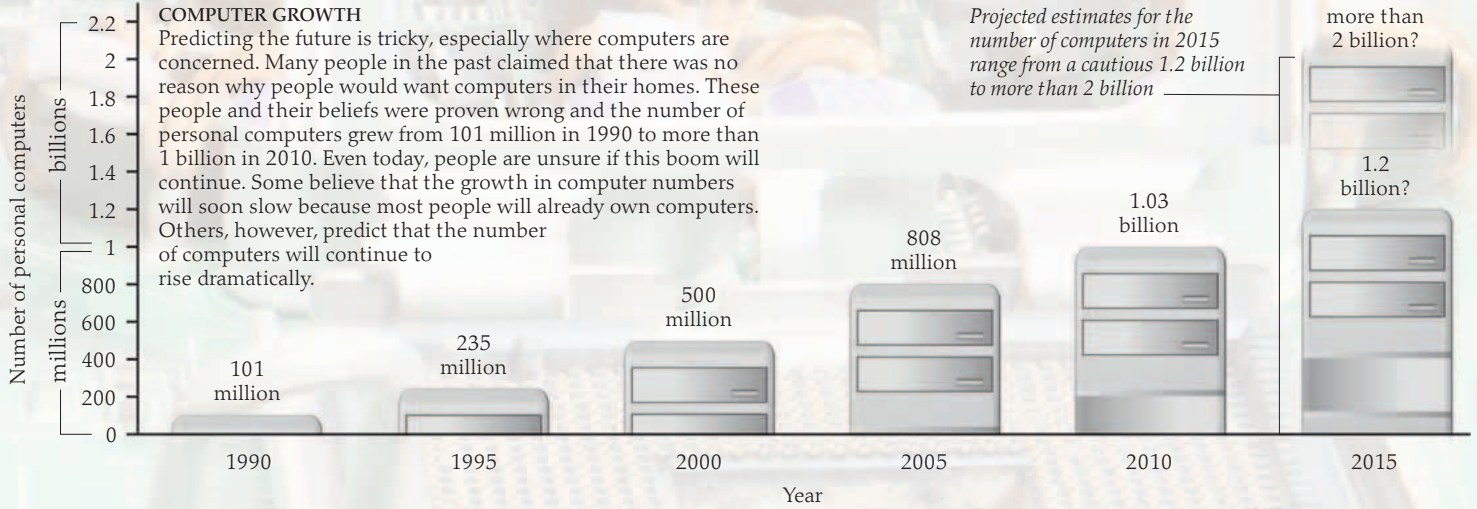 COMPUTER GROWTH
Predicting the future is tricky, especially where computers are
concerned. Many people in the past claimed that there was no
reason why people would want computers in their homes. These
people and their beliefs were proven wrong and the number of
personal computers grew from 101 million in 1990 to more than
1 billion in 2010. Even today, people are unsure if this boom will
continue. Some believe that the growth in computer numbers
will soon slow because most people will already own computers.
Others, however, predict that the number
of computers will continue to
rise dramatically.
Projected estimates for the
number of computers in 2015
range from a cautious 1.2 billion
to more than 2 billion
more than
2 billion?
1.2
billion?
1.03
billion
808
million
500
million
235
million
101
million
Number of personal computers
billions
millions
2.2
2
1.8
1.6
1.4
1.2
1
800
600
400
200
0
1990
1995
2000
2005
2010
2015
Year